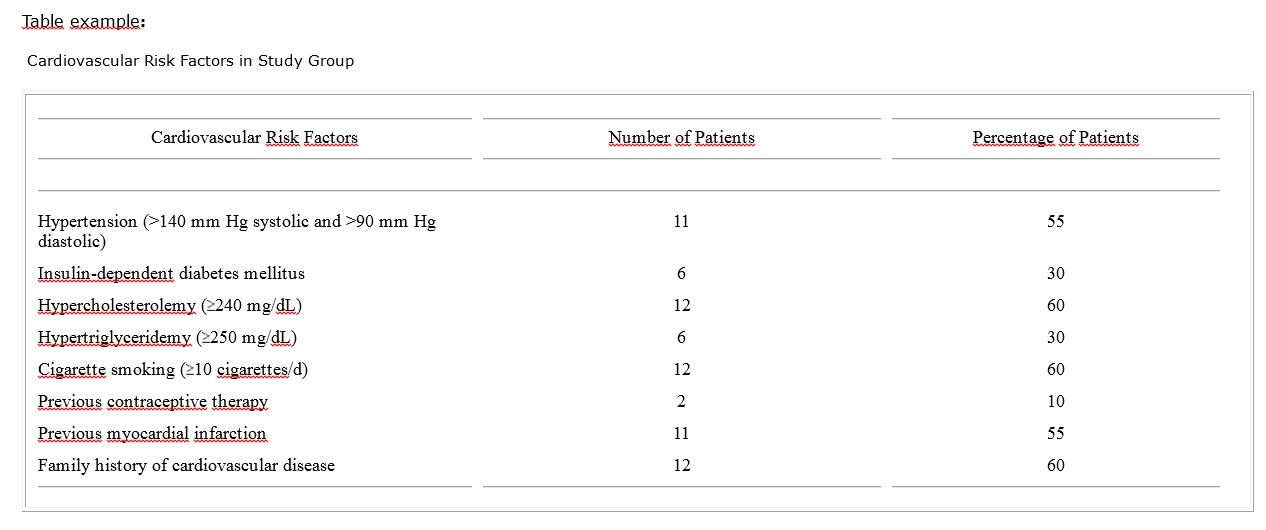 Table example:
Cardiovascular Risk Factors in Study Group
Cardiovascular Risk Factors Number of Patients Percentage of Patients
Hypertension (>140 mm Hg systolic and >90 mm Hg 11 55
diastolic)
Insulin-dependent diabetes mellitus 6 30
Hypercholesterolemy (≥240 mg/dL) 12 60
Hypertriglyceridemy (≥250 mg/dL) 6 30
Cigarette smoking (≥10 cigarettes/d) 12 60
Previous contraceptive therapy 2 10
Previous myocardial infarction 11 55
Family history of cardiovascular disease 12 60